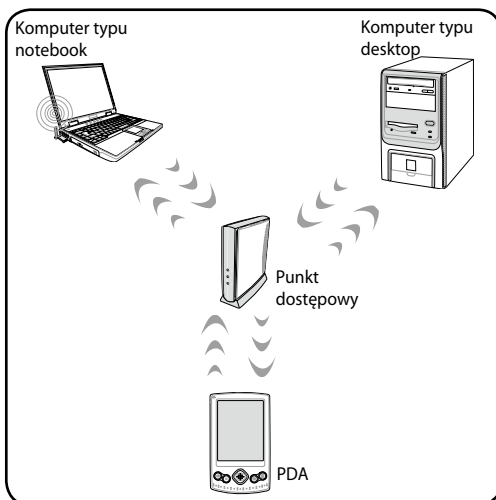 Komputer typu
notebook
Komputer typu
desktop
Punkt
dostępowy
PDA